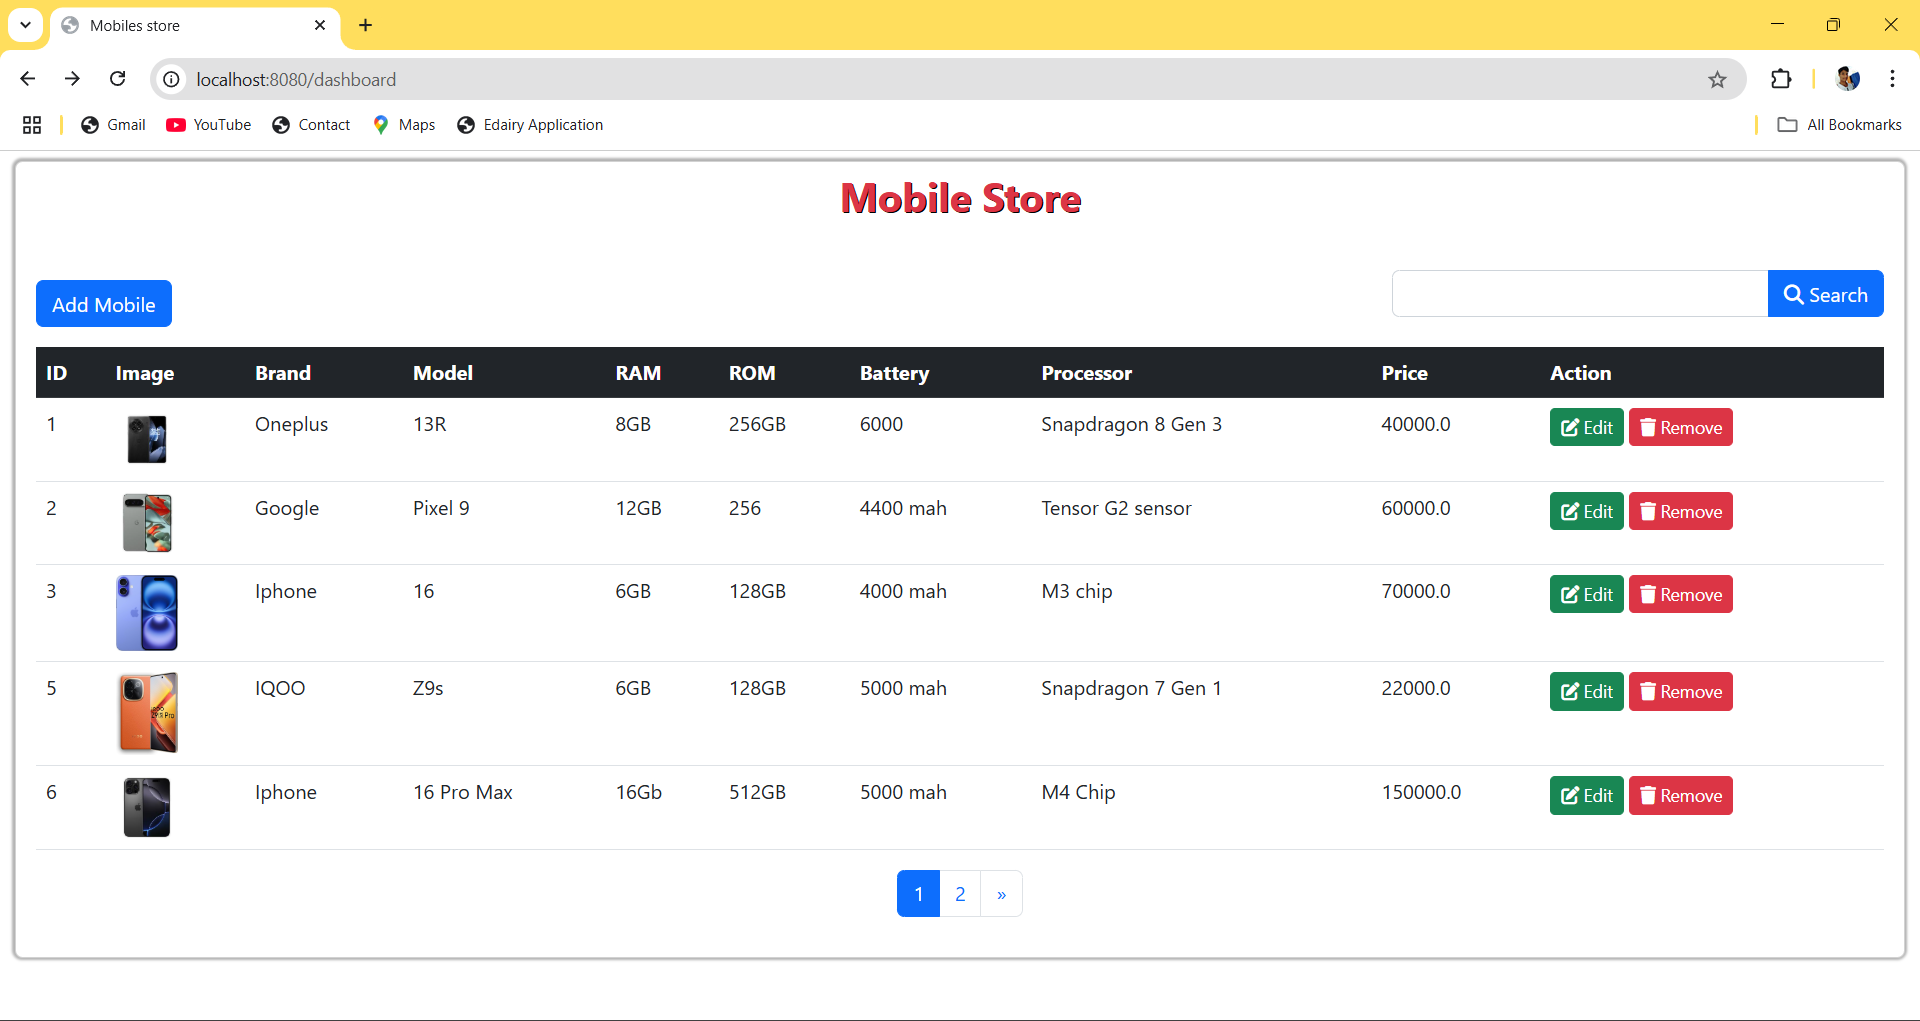 Mobiles store
localhost:8080/dashboard
Gmail YouTube Contact Maps Edairy Application All Bookmarks
Mobile Store
Add Mobile Search
ID Image Brand Model RAM ROM Battery Processor Price Action
1 Oneplus 13R 8GB 256GB 6000 Snapdragon 8 Gen 3 40000.0 Edit Remove
2 Google Pixel 9 12GB 256 4400 mah Tensor G2 sensor 60000.0 Edit Remove
3 Iphone 16 6GB 128GB 4000 mah M3 chip 70000.0 Edit Remove
5 IQOO Z9s 6GB 128GB 5000 mah Snapdragon 7 Gen 1 22000.0 Edit Remove
6 Iphone 16 Pro Max 16Gb 512GB 5000 mah M4 Chip 150000.0 Edit Remove
1 2 »